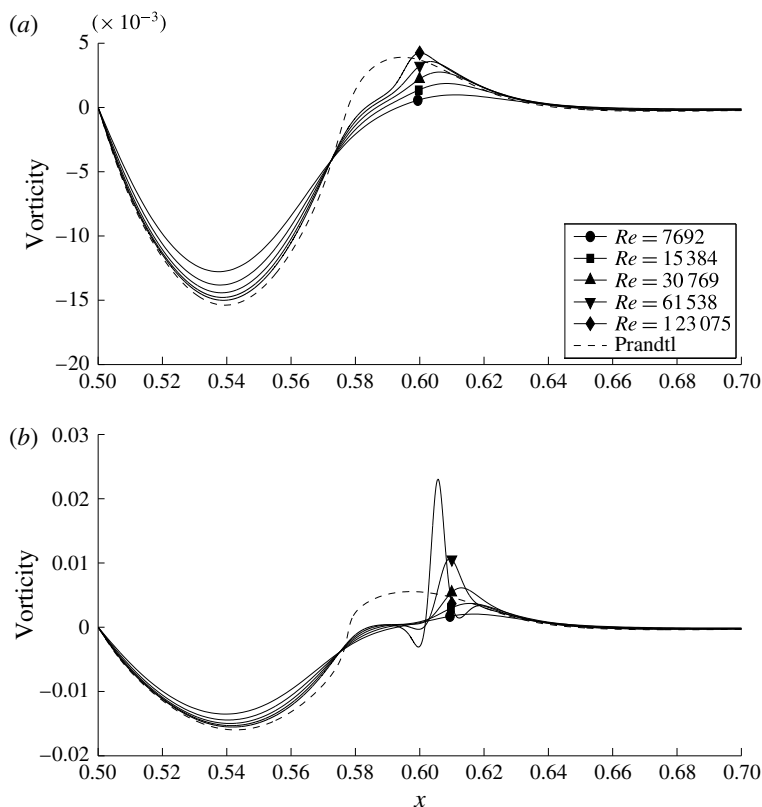 (a)
(× 10⁻³)
5
0
−5
−10
−15
−20
Vorticity
0.50 0.52 0.54 0.56 0.58 0.60 0.62 0.64 0.66 0.68 0.70
Re = 7692
Re = 15 384
Re = 30 769
Re = 61 538
Re = 123 075
Prandtl
(b)
0.03
0.02
0.01
0
−0.01
−0.02
Vorticity
0.50 0.52 0.54 0.56 0.58 0.60 0.62 0.64 0.66 0.68 0.70
x